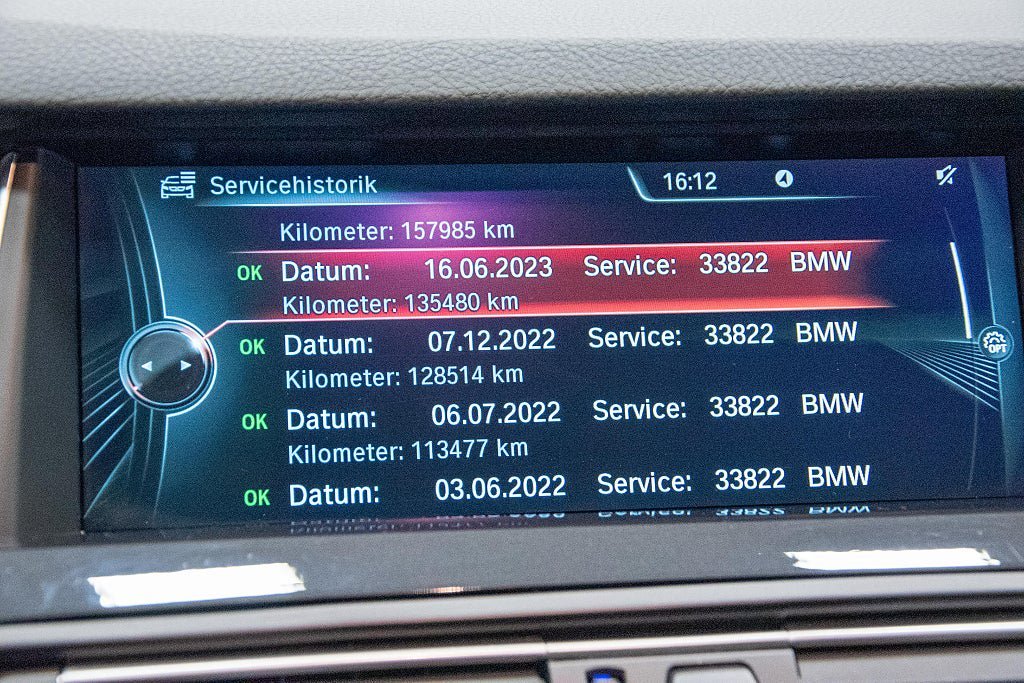 Servicehistorik 16:12
Kilometer: 157985 km
OK Datum: 16.06.2023 Service: 33822 BMW
Kilometer: 135480 km
OK Datum: 07.12.2022 Service: 33822 BMW
Kilometer: 128514 km
OK Datum: 06.07.2022 Service: 33822 BMW
Kilometer: 113477 km
OK Datum: 03.06.2022 Service: 33822 BMW
OPT